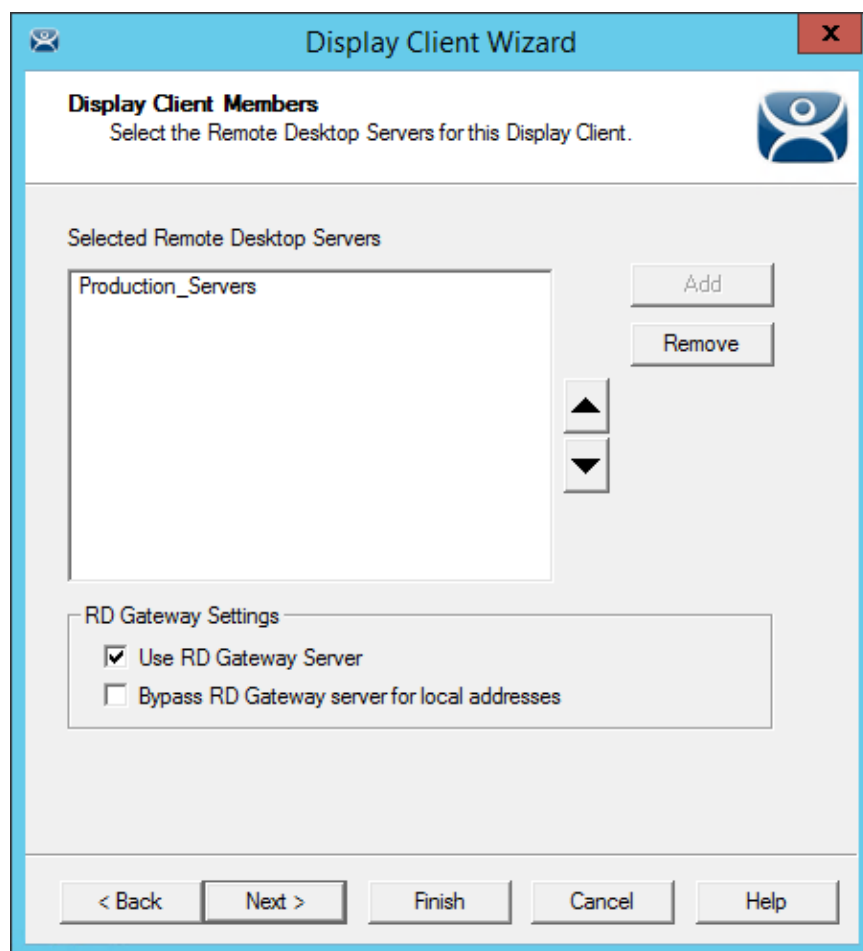 Display Client Wizard
x
Display Client Members
Select the Remote Desktop Servers for this Display Client.
Selected Remote Desktop Servers
Production_Servers
Add
Remove
RD Gateway Settings
Use RD Gateway Server
Bypass RD Gateway server for local addresses
< Back Next > Finish Cancel Help